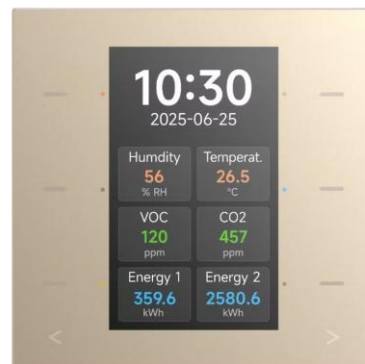 10:30
2025-06-25
Humdity Temperat.
56 26.5
% RH °C
VOC CO2
120 457
ppm ppm
Energy 1 Energy 2
359.6 2580.6
kWh kWh
< >